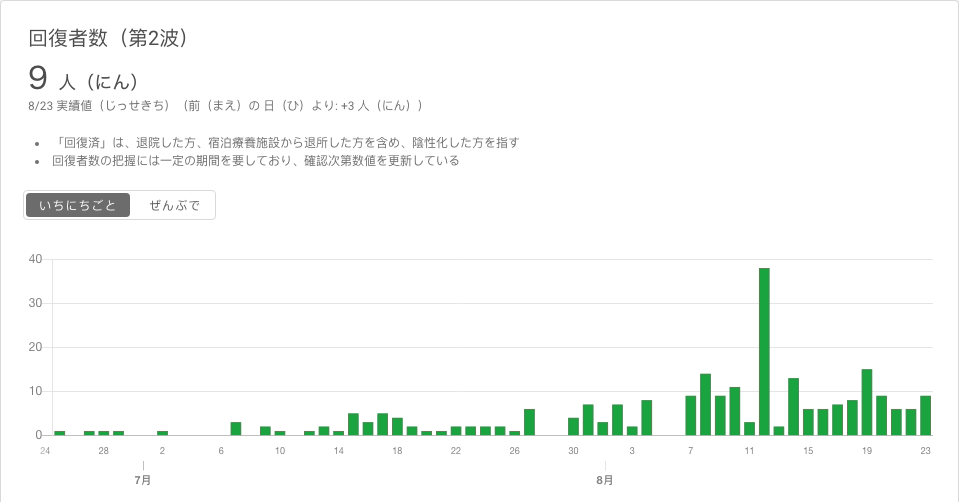 回復者数（第2波）
9 人（にん）
8/23 実績値（じっせきち）（前（まえ）の 日（ひ）より: +3 人（にん））
• 「回復済」は、退院した方、宿泊療養施設から退所した方を含め、陰性化した方を指す
• 回復者数の把握には一定の期間を要しており、確認次第数値を更新している
いちにちごと ぜんぶで
40
30
20
10
0
24 28 2 6 10 14 18 22 26 30 3 7 11 15 19 23
7月 8月